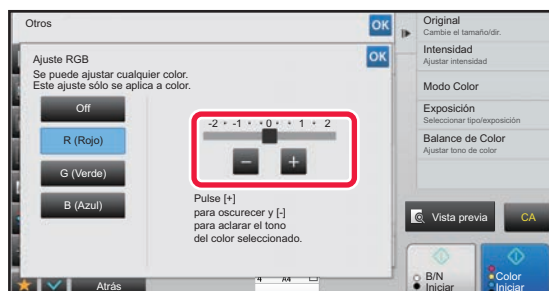 Otros
OK
Ajuste RGB
OK
Se puede ajustar cualquier color.
Este ajuste sólo se aplica a color.
Off
R (Rojo)
G (Verde)
B (Azul)
-2 • -1 • 0 • 1 • 2
− +
Pulse [+]
para oscurecer y [-]
para aclarar el tono
del color seleccionado.
Atrás
A4
Original
Cambie el tamaño/dir.
Intensidad
Ajustar intensidad
Modo Color
Exposición
Seleccionar tipo/exposición
Balance de Color
Ajustar tono de color
Vista previa
CA
B/N
Iniciar
Color
Iniciar